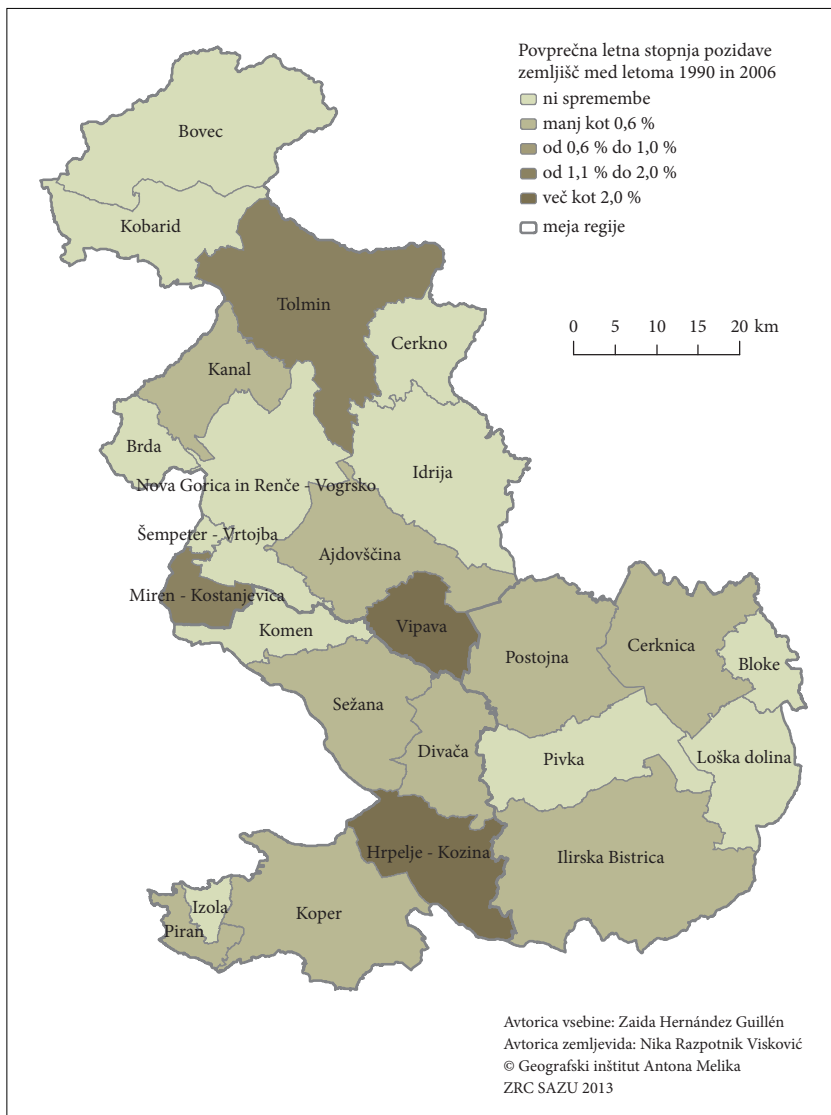 Povprečna letna stopnja pozidave
zemljišč med letoma 1990 in 2006
ni spremembe
manj kot 0,6 %
od 0,6 % do 1,0 %
od 1,1 % do 2,0 %
več kot 2,0 %
meja regije
0 5 10 20 km
Bovec
Kobarid
Tolmin
Cerkno
Kanal
Brda
Idrija
Nova Gorica in Renče - Vogrsko
Šempeter - Vrtojba
Ajdovščina
Miren - Kostanjevica
Komen
Vipava
Postojna
Cerknica
Bloke
Sežana
Divača
Pivka
Loška dolina
Hrpelje - Kozina
Ilirska Bistrica
Izola
Koper
Piran
Avtorica vsebine: Zaida Hernández Guillén
Avtorica zemljevida: Nika Razpotnik Visković
© Geografski inštitut Antona Melika
ZRC SAZU 2013